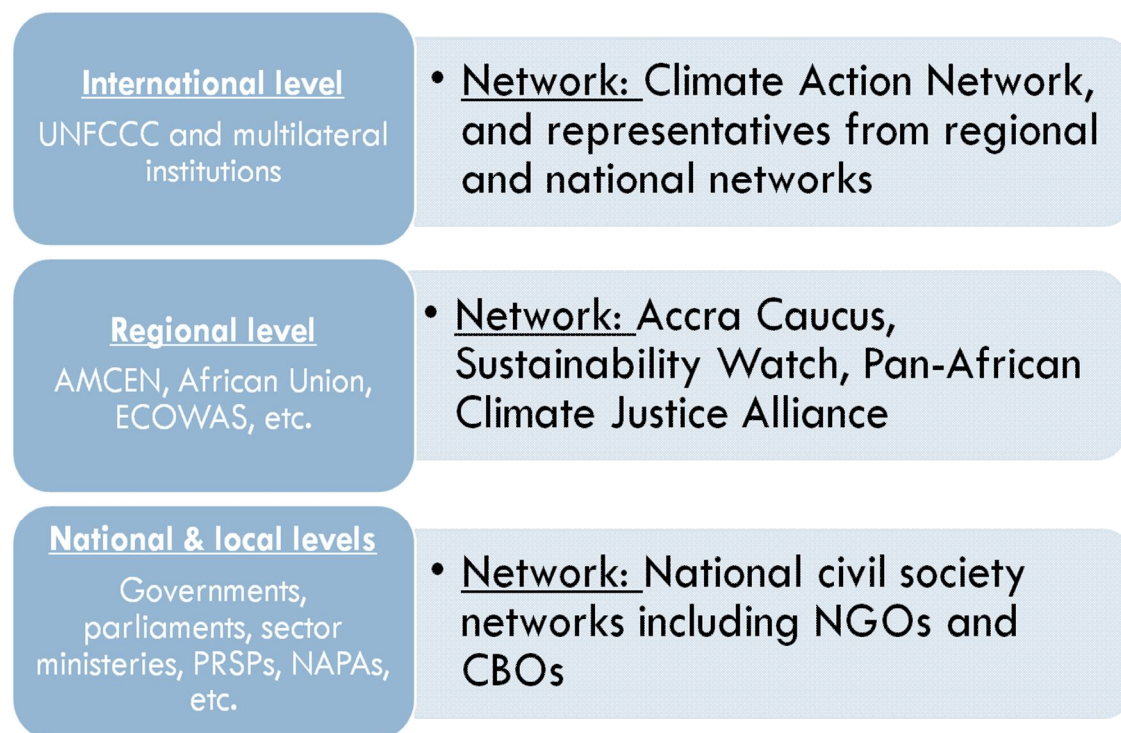 International level
UNFCCC and multilateral
institutions
• Network: Climate Action Network,
and representatives from regional
and national networks
Regional level
AMCEN, African Union,
ECOWAS, etc.
• Network: Accra Caucus,
Sustainability Watch, Pan-African
Climate Justice Alliance
National & local levels
Governments,
parliaments, sector
ministeries, PRSPs, NAPAs,
etc.
• Network: National civil society
networks including NGOs and
CBOs